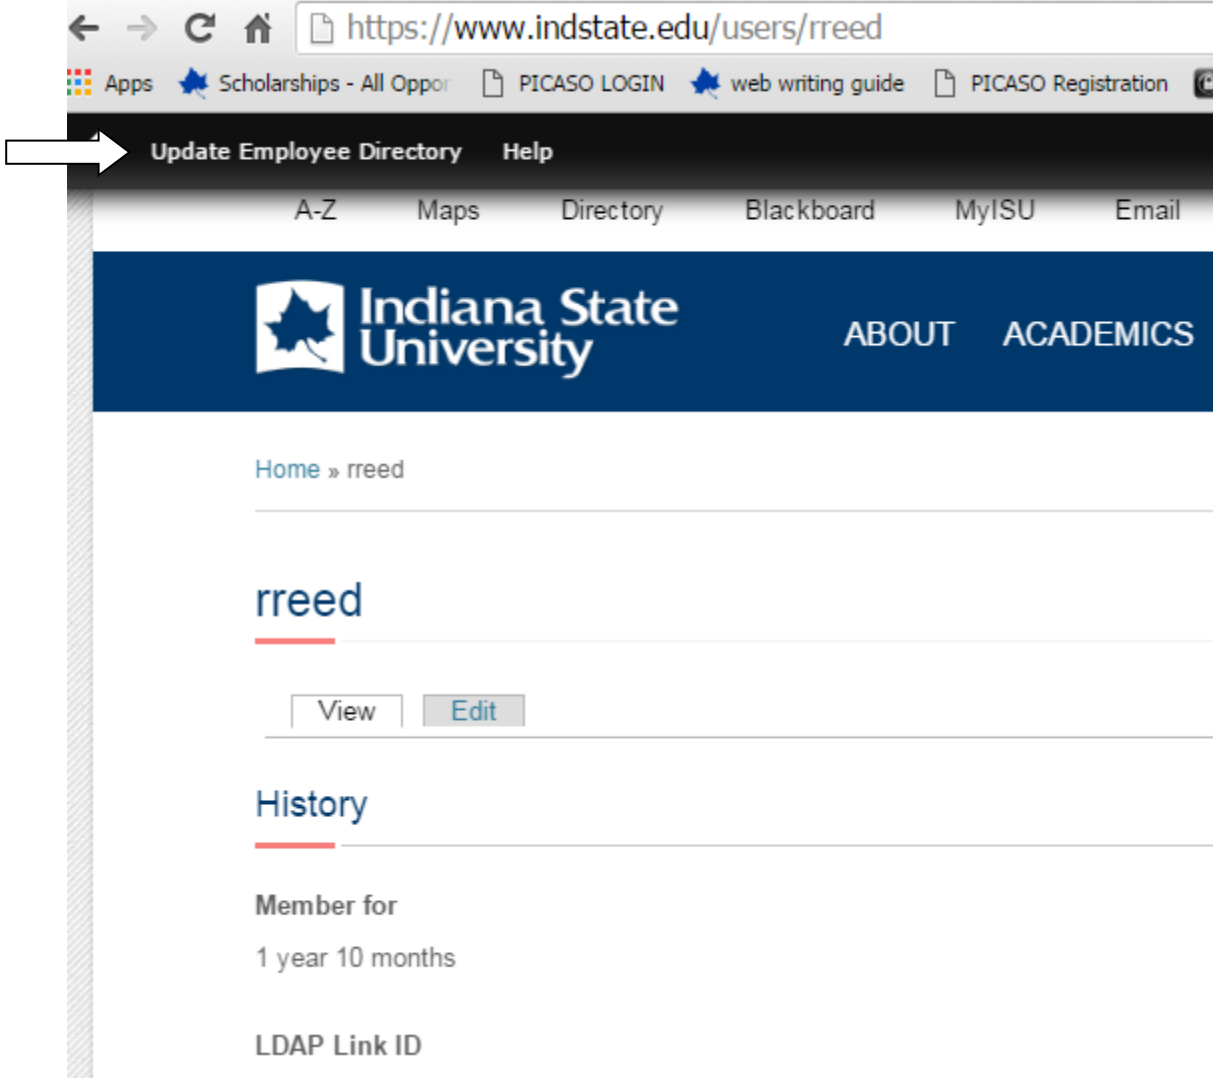 https://www.indstate.edu/users/rreed
Apps Scholarships - All Oppor PICASO LOGIN web writing guide PICASO Registration
Update Employee Directory Help
A-Z Maps Directory Blackboard MyISU Email
Indiana State
University
ABOUT ACADEMICS
Home » rreed
rreed
View Edit
History
Member for
1 year 10 months
LDAP Link ID